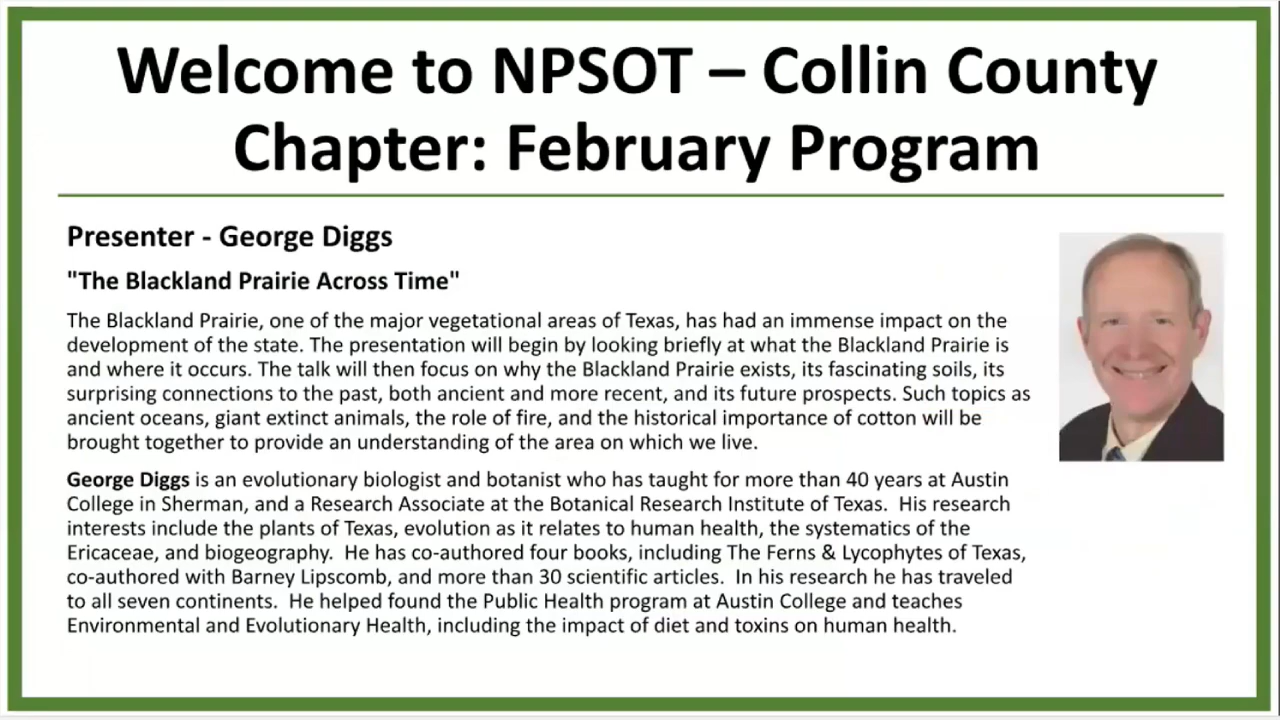 Welcome to NPSOT – Collin County
Chapter: February Program
Presenter - George Diggs
"The Blackland Prairie Across Time"
The Blackland Prairie, one of the major vegetational areas of Texas, has had an immense impact on the
development of the state. The presentation will begin by looking briefly at what the Blackland Prairie is
and where it occurs. The talk will then focus on why the Blackland Prairie exists, its fascinating soils, its
surprising connections to the past, both ancient and more recent, and its future prospects. Such topics as
ancient oceans, giant extinct animals, the role of fire, and the historical importance of cotton will be
brought together to provide an understanding of the area on which we live.
George Diggs is an evolutionary biologist and botanist who has taught for more than 40 years at Austin
College in Sherman, and a Research Associate at the Botanical Research Institute of Texas.  His research
interests include the plants of Texas, evolution as it relates to human health, the systematics of the
Ericaceae, and biogeography.  He has co-authored four books, including The Ferns & Lycophytes of Texas,
co-authored with Barney Lipscomb, and more than 30 scientific articles.  In his research he has traveled
to all seven continents.  He helped found the Public Health program at Austin College and teaches
Environmental and Evolutionary Health, including the impact of diet and toxins on human health.